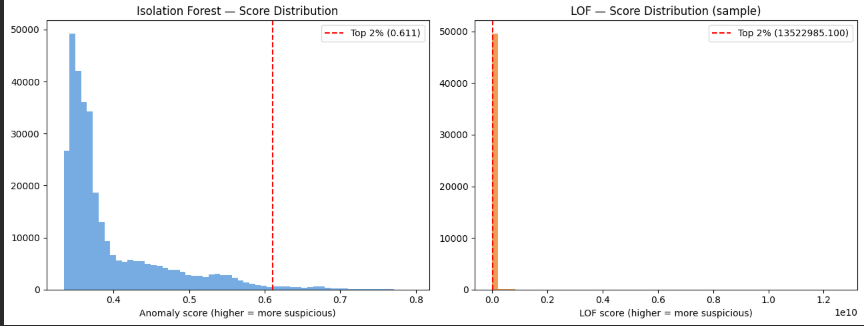 Isolation Forest — Score Distribution
50000
40000
30000
20000
10000
0
Top 2% (0.611)
0.4 0.5 0.6 0.7 0.8
Anomaly score (higher = more suspicious)
LOF — Score Distribution (sample)
50000
40000
30000
20000
10000
0
Top 2% (13522985.100)
0.0 0.2 0.4 0.6 0.8 1.0 1.2
1e10
LOF score (higher = more suspicious)